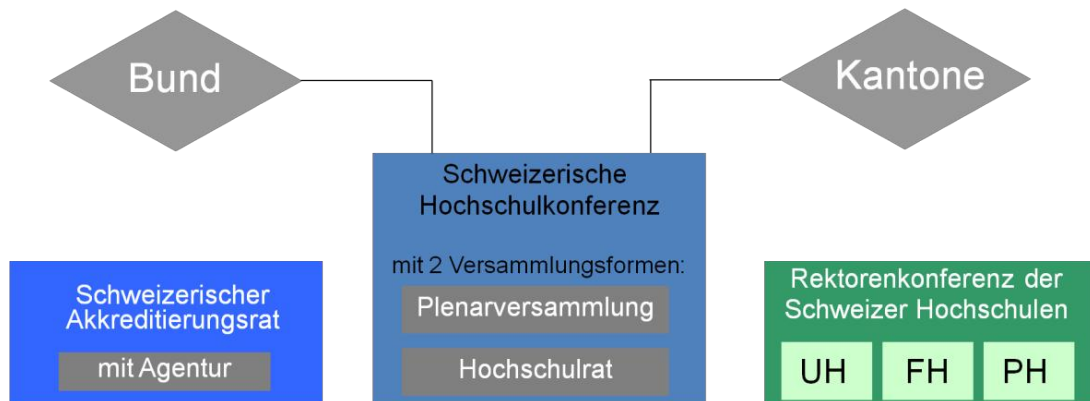 Bund
Kantone
Schweizerische
Hochschulkonferenz
mit 2 Versammlungsformen:
Plenarversammlung
Hochschulrat
Schweizerischer
Akkreditierungsrat
mit Agentur
Rektorenkonferenz der
Schweizer Hochschulen
UH FH PH